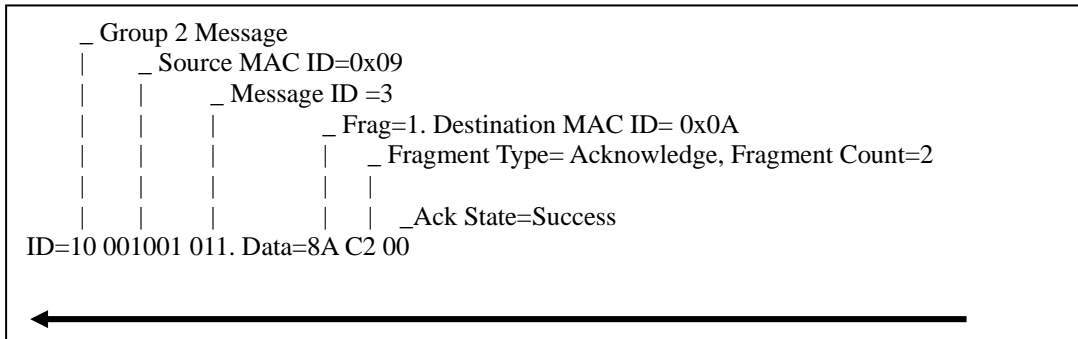 _ Group 2 Message
| _ Source MAC ID=0x09
| | _ Message ID =3
| | | _ Frag=1. Destination MAC ID= 0x0A
| | | | _ Fragment Type= Acknowledge, Fragment Count=2
| | | | |
| | | | | _Ack State=Success
ID=10 001001 011. Data=8A C2 00